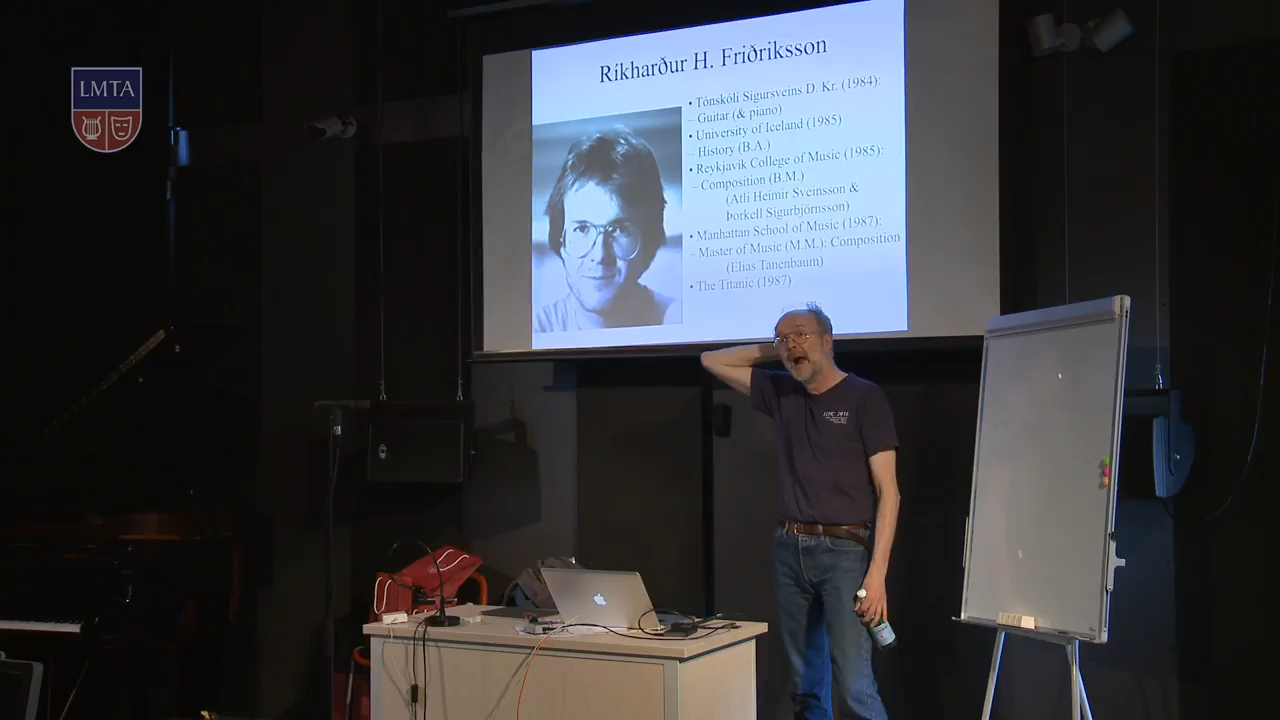 LMTA
Ríkharður H. Friðriksson
• Tónskóli Sigursveins D. Kr. (1984):
– Guitar (& piano)
• University of Iceland (1985)
– History (B.A.)
• Reykjavik College of Music (1985):
– Composition (B.M.)
(Atli Heimir Sveinsson &
Þorkell Sigurbjörnsson)
• Manhattan School of Music (1987):
– Master of Music (M.M.): Composition
(Elias Tanenbaum)
• The Titanic (1987)